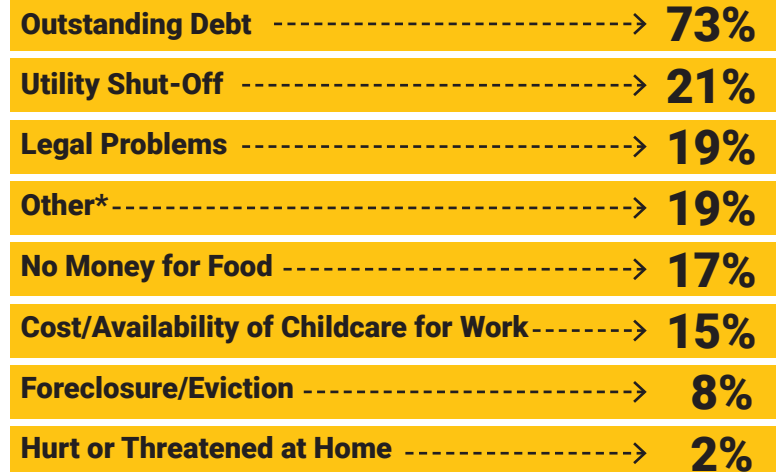 Outstanding Debt 73%
Utility Shut-Off 21%
Legal Problems 19%
Other* 19%
No Money for Food 17%
Cost/Availability of Childcare for Work 15%
Foreclosure/Eviction 8%
Hurt or Threatened at Home 2%